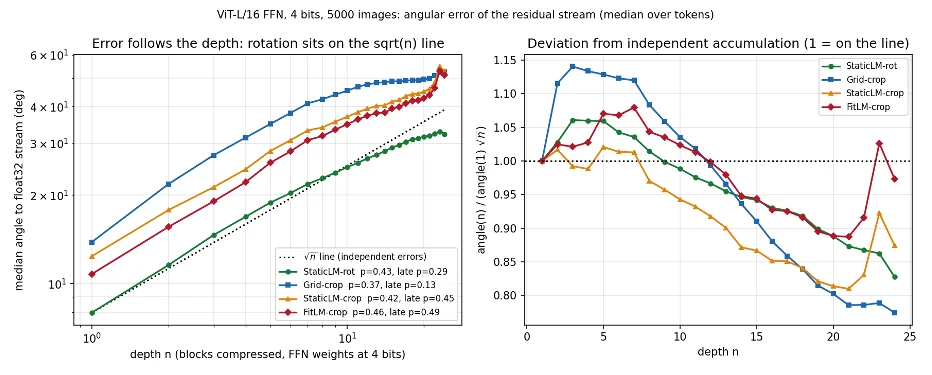 ViT-L/16 FFN, 4 bits, 5000 images: angular error of the residual stream (median over tokens)
Error follows the depth: rotation sits on the sqrt(n) line
median angle to float32 stream (deg)
6 × 10¹
4 × 10¹
3 × 10¹
2 × 10¹
10¹
10⁰
10¹
depth n (blocks compressed, FFN weights at 4 bits)
√n line (independent errors)
StaticLM-rot p=0.43, late p=0.29
Grid-crop p=0.37, late p=0.13
StaticLM-crop p=0.42, late p=0.45
FitLM-crop p=0.46, late p=0.49
Deviation from independent accumulation (1 = on the line)
angle(n) / (angle(1) √n)
1.15
1.10
1.05
1.00
0.95
0.90
0.85
0.80
0
5
10
15
20
25
depth n
StaticLM-rot
Grid-crop
StaticLM-crop
FitLM-crop